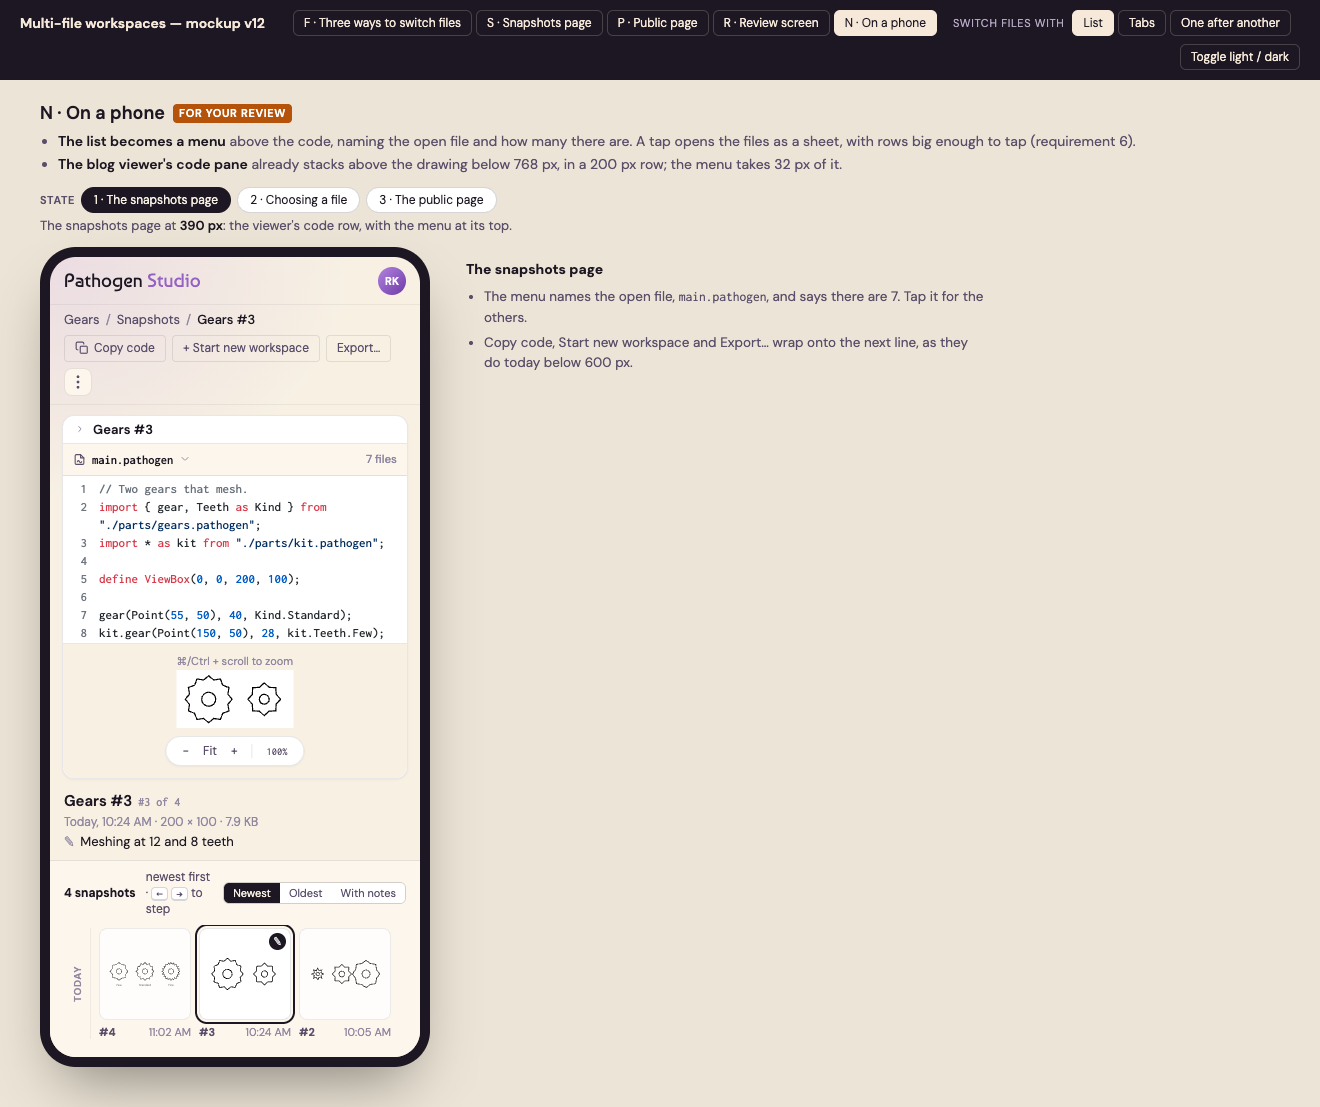 Multi-file workspaces — mockup v12
F · Three ways to switch files
S · Snapshots page
P · Public page
R · Review screen
N · On a phone
SWITCH FILES WITH
List
Tabs
One after another
Toggle light / dark
N · On a phone
FOR YOUR REVIEW
• The list becomes a menu above the code, naming the open file and how many there are. A tap opens the files as a sheet, with rows big enough to tap (requirement 6).
• The blog viewer's code pane already stacks above the drawing below 768 px, in a 200 px row; the menu takes 32 px of it.
STATE
1 · The snapshots page
2 · Choosing a file
3 · The public page
The snapshots page at 390 px: the viewer's code row, with the menu at its top.
Pathogen Studio
RK
Gears / Snapshots / Gears #3
Copy code
+ Start new workspace
Export…
Gears #3
main.pathogen
7 files
1 // Two gears that mesh.
2 import { gear, Teeth as Kind } from
"./parts/gears.pathogen";
3 import * as kit from "./parts/kit.pathogen";
4
5 define ViewBox(0, 0, 200, 100);
6
7 gear(Point(55, 50), 40, Kind.Standard);
8 kit.gear(Point(150, 50), 28, kit.Teeth.Few);
⌘/Ctrl + scroll to zoom
− Fit + 100%
Gears #3 #3 of 4
Today, 10:24 AM · 200 × 100 · 7.9 KB
✎ Meshing at 12 and 8 teeth
4 snapshots
newest first
· ← → to
step
Newest
Oldest
With notes
TODAY
#4 11:02 AM
#3 10:24 AM
#2 10:05 AM
The snapshots page
• The menu names the open file, main.pathogen, and says there are 7. Tap it for the
others.
• Copy code, Start new workspace and Export… wrap onto the next line, as they
do today below 600 px.